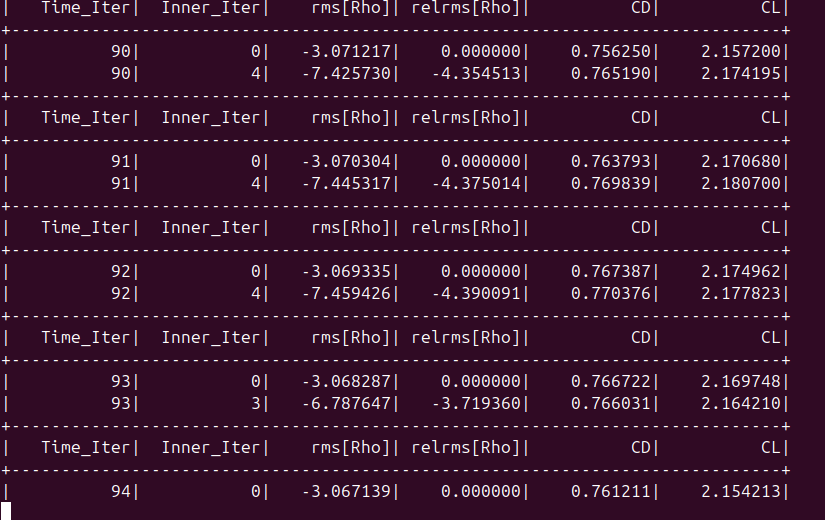 |   Time_Iter|  Inner_Iter|    rms[Rho]| relrms[Rho]|          CD|          CL|
+-----------------------------------------------------------------------------+
|          90|           0|   -3.071217|    0.000000|    0.756250|    2.157200|
|          90|           4|   -7.425730|   -4.354513|    0.765190|    2.174195|
+-----------------------------------------------------------------------------+
|   Time_Iter|  Inner_Iter|    rms[Rho]| relrms[Rho]|          CD|          CL|
+-----------------------------------------------------------------------------+
|          91|           0|   -3.070304|    0.000000|    0.763793|    2.170680|
|          91|           4|   -7.445317|   -4.375014|    0.769839|    2.180700|
+-----------------------------------------------------------------------------+
|   Time_Iter|  Inner_Iter|    rms[Rho]| relrms[Rho]|          CD|          CL|
+-----------------------------------------------------------------------------+
|          92|           0|   -3.069335|    0.000000|    0.767387|    2.174962|
|          92|           4|   -7.459426|   -4.390091|    0.770376|    2.177823|
+-----------------------------------------------------------------------------+
|   Time_Iter|  Inner_Iter|    rms[Rho]| relrms[Rho]|          CD|          CL|
+-----------------------------------------------------------------------------+
|          93|           0|   -3.068287|    0.000000|    0.766722|    2.169748|
|          93|           3|   -6.787647|   -3.719360|    0.766031|    2.164210|
+-----------------------------------------------------------------------------+
|   Time_Iter|  Inner_Iter|    rms[Rho]| relrms[Rho]|          CD|          CL|
+-----------------------------------------------------------------------------+
|          94|           0|   -3.067139|    0.000000|    0.761211|    2.154213|